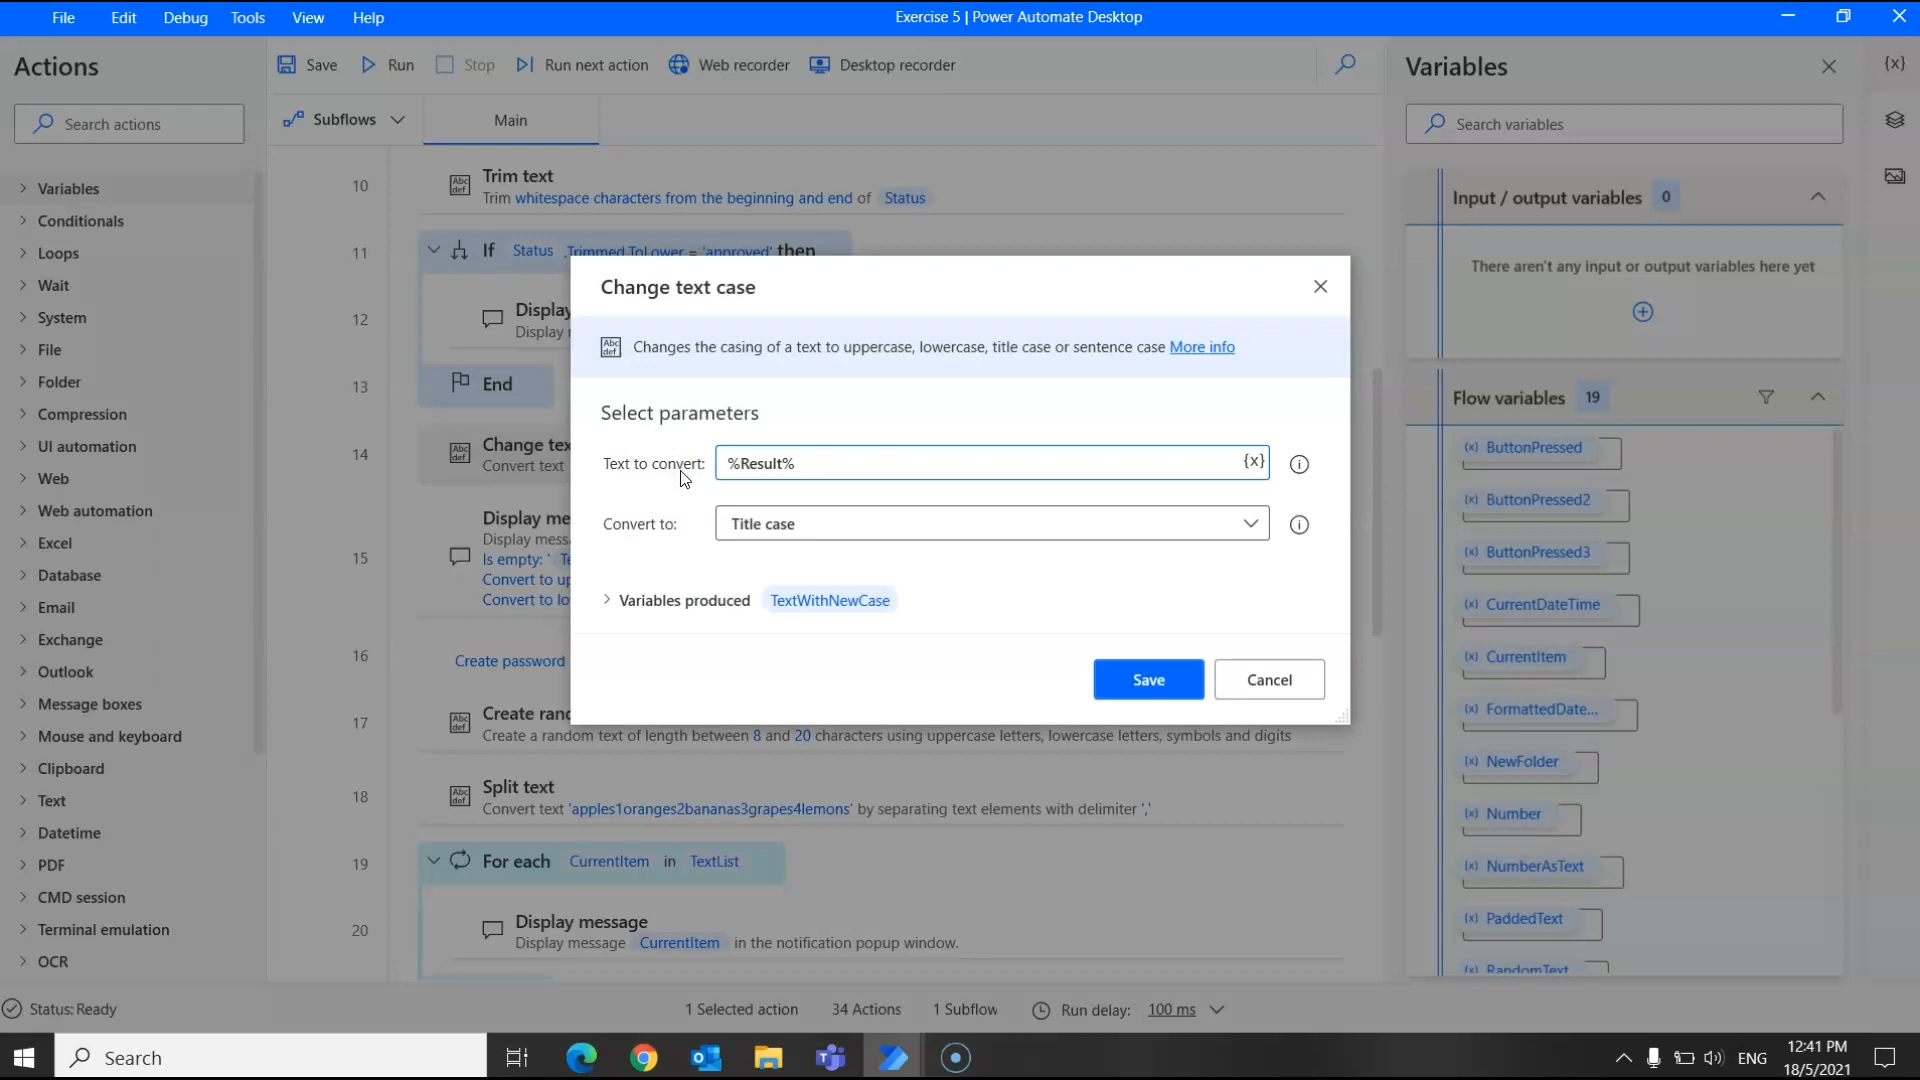 File Edit Debug Tools View Help
Exercise 5 | Power Automate Desktop
Actions
Search actions
Variables
Conditionals
Loops
Wait
System
File
Folder
Compression
UI automation
Web
Web automation
Excel
Database
Email
Exchange
Outlook
Message boxes
Mouse and keyboard
Clipboard
Text
Datetime
PDF
CMD session
Terminal emulation
OCR
Save Run Stop Run next action Web recorder Desktop recorder
Subflows Main
10 Trim text
Trim whitespace characters from the beginning and end of Status
11 If Status .Trimmed.ToLower = 'approved' then
12 Display
Display
13 End
14 Change
Convert text
15 Display
Display
Is empty: '
Convert to
Convert to
16 Create password
17 Create
Create a random text of length between 8 and 20 characters using uppercase letters, lowercase letters, symbols and digits
18 Split text
Convert text 'apples1oranges2bananas3grapes4lemons' by separating text elements with delimiter ','
19 For each CurrentItem in TextList
20 Display message
Display message CurrentItem in the notification popup window.
Change text case
Abc def Changes the casing of a text to uppercase, lowercase, title case or sentence case More info
Select parameters
Text to convert: %Result% {x}
Convert to: Title case
Variables produced TextWithNewCase
Save Cancel
Variables
{x}
Search variables
Input / output variables 0
There aren't any input or output variables here yet
Flow variables 19
(x) ButtonPressed
(x) ButtonPressed2
(x) ButtonPressed3
(x) CurrentDateTime
(x) CurrentItem
(x) FormattedDate...
(x) NewFolder
(x) Number
(x) NumberAsText
(x) PaddedText
(x) RandomText
Status: Ready 1 Selected action 34 Actions 1 Subflow Run delay: 100 ms
Search
ENG
12:41 PM
18/5/2021